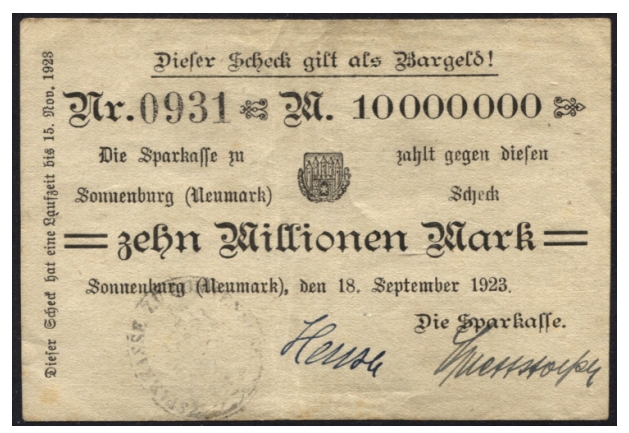 Dieser Scheck gilt als Bargeld!
Nr. 0931 M. 10000000
Die Sparkasse zu
Sonnenburg (Neumark)
zahlt gegen diesen
Scheck
zehn Millionen Mark
Sonnenburg (Neumark), den 18. September 1923.
Die Sparkasse.
Dieser Scheck hat eine Laufzeit bis 15. Nov. 1923
SPARKASSE